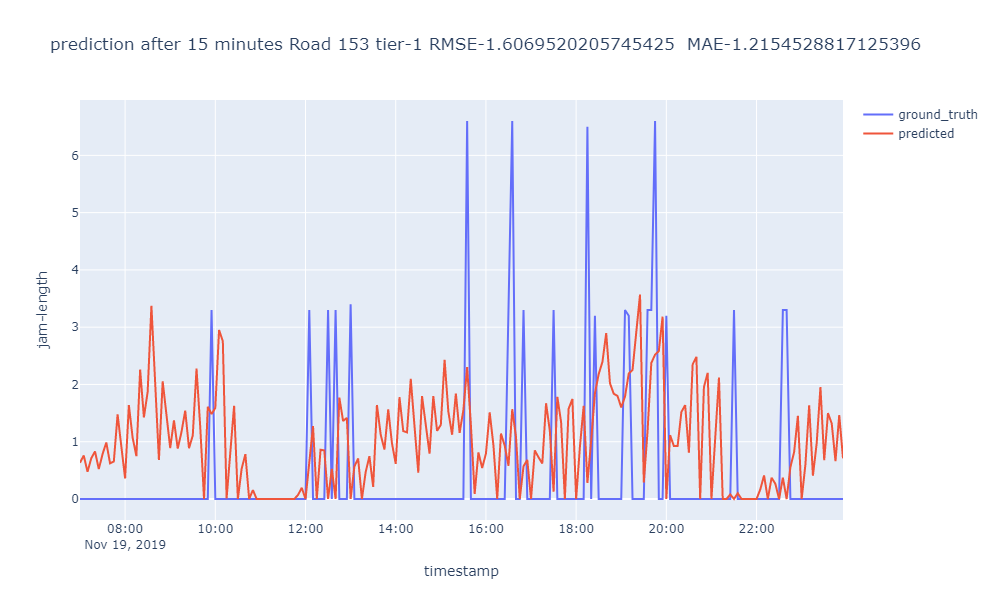 prediction after 15 minutes Road 153 tier-1 RMSE-1.6069520205745425 MAE-1.2154528817125396
ground_truth
predicted
6
5
4
3
2
1
0
jam-length
08:00 10:00 12:00 14:00 16:00 18:00 20:00 22:00
Nov 19, 2019
timestamp